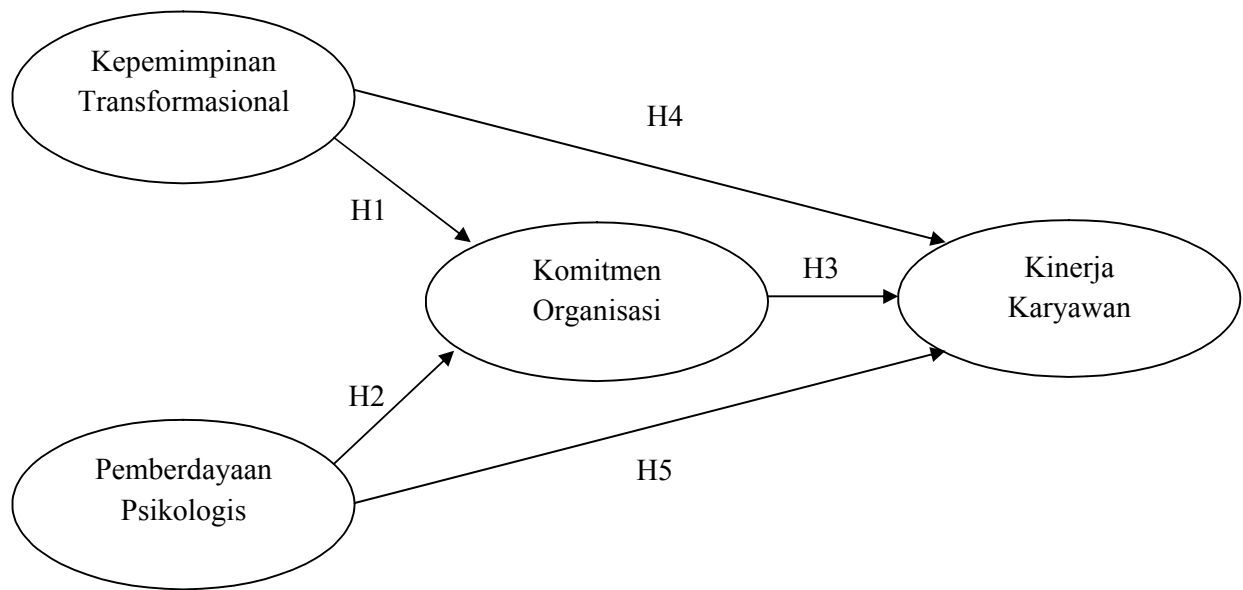 Kepemimpinan
Transformasional
H4
H1
Komitmen
Organisasi
H3
Kinerja
Karyawan
H2
Pemberdayaan
Psikologis
H5